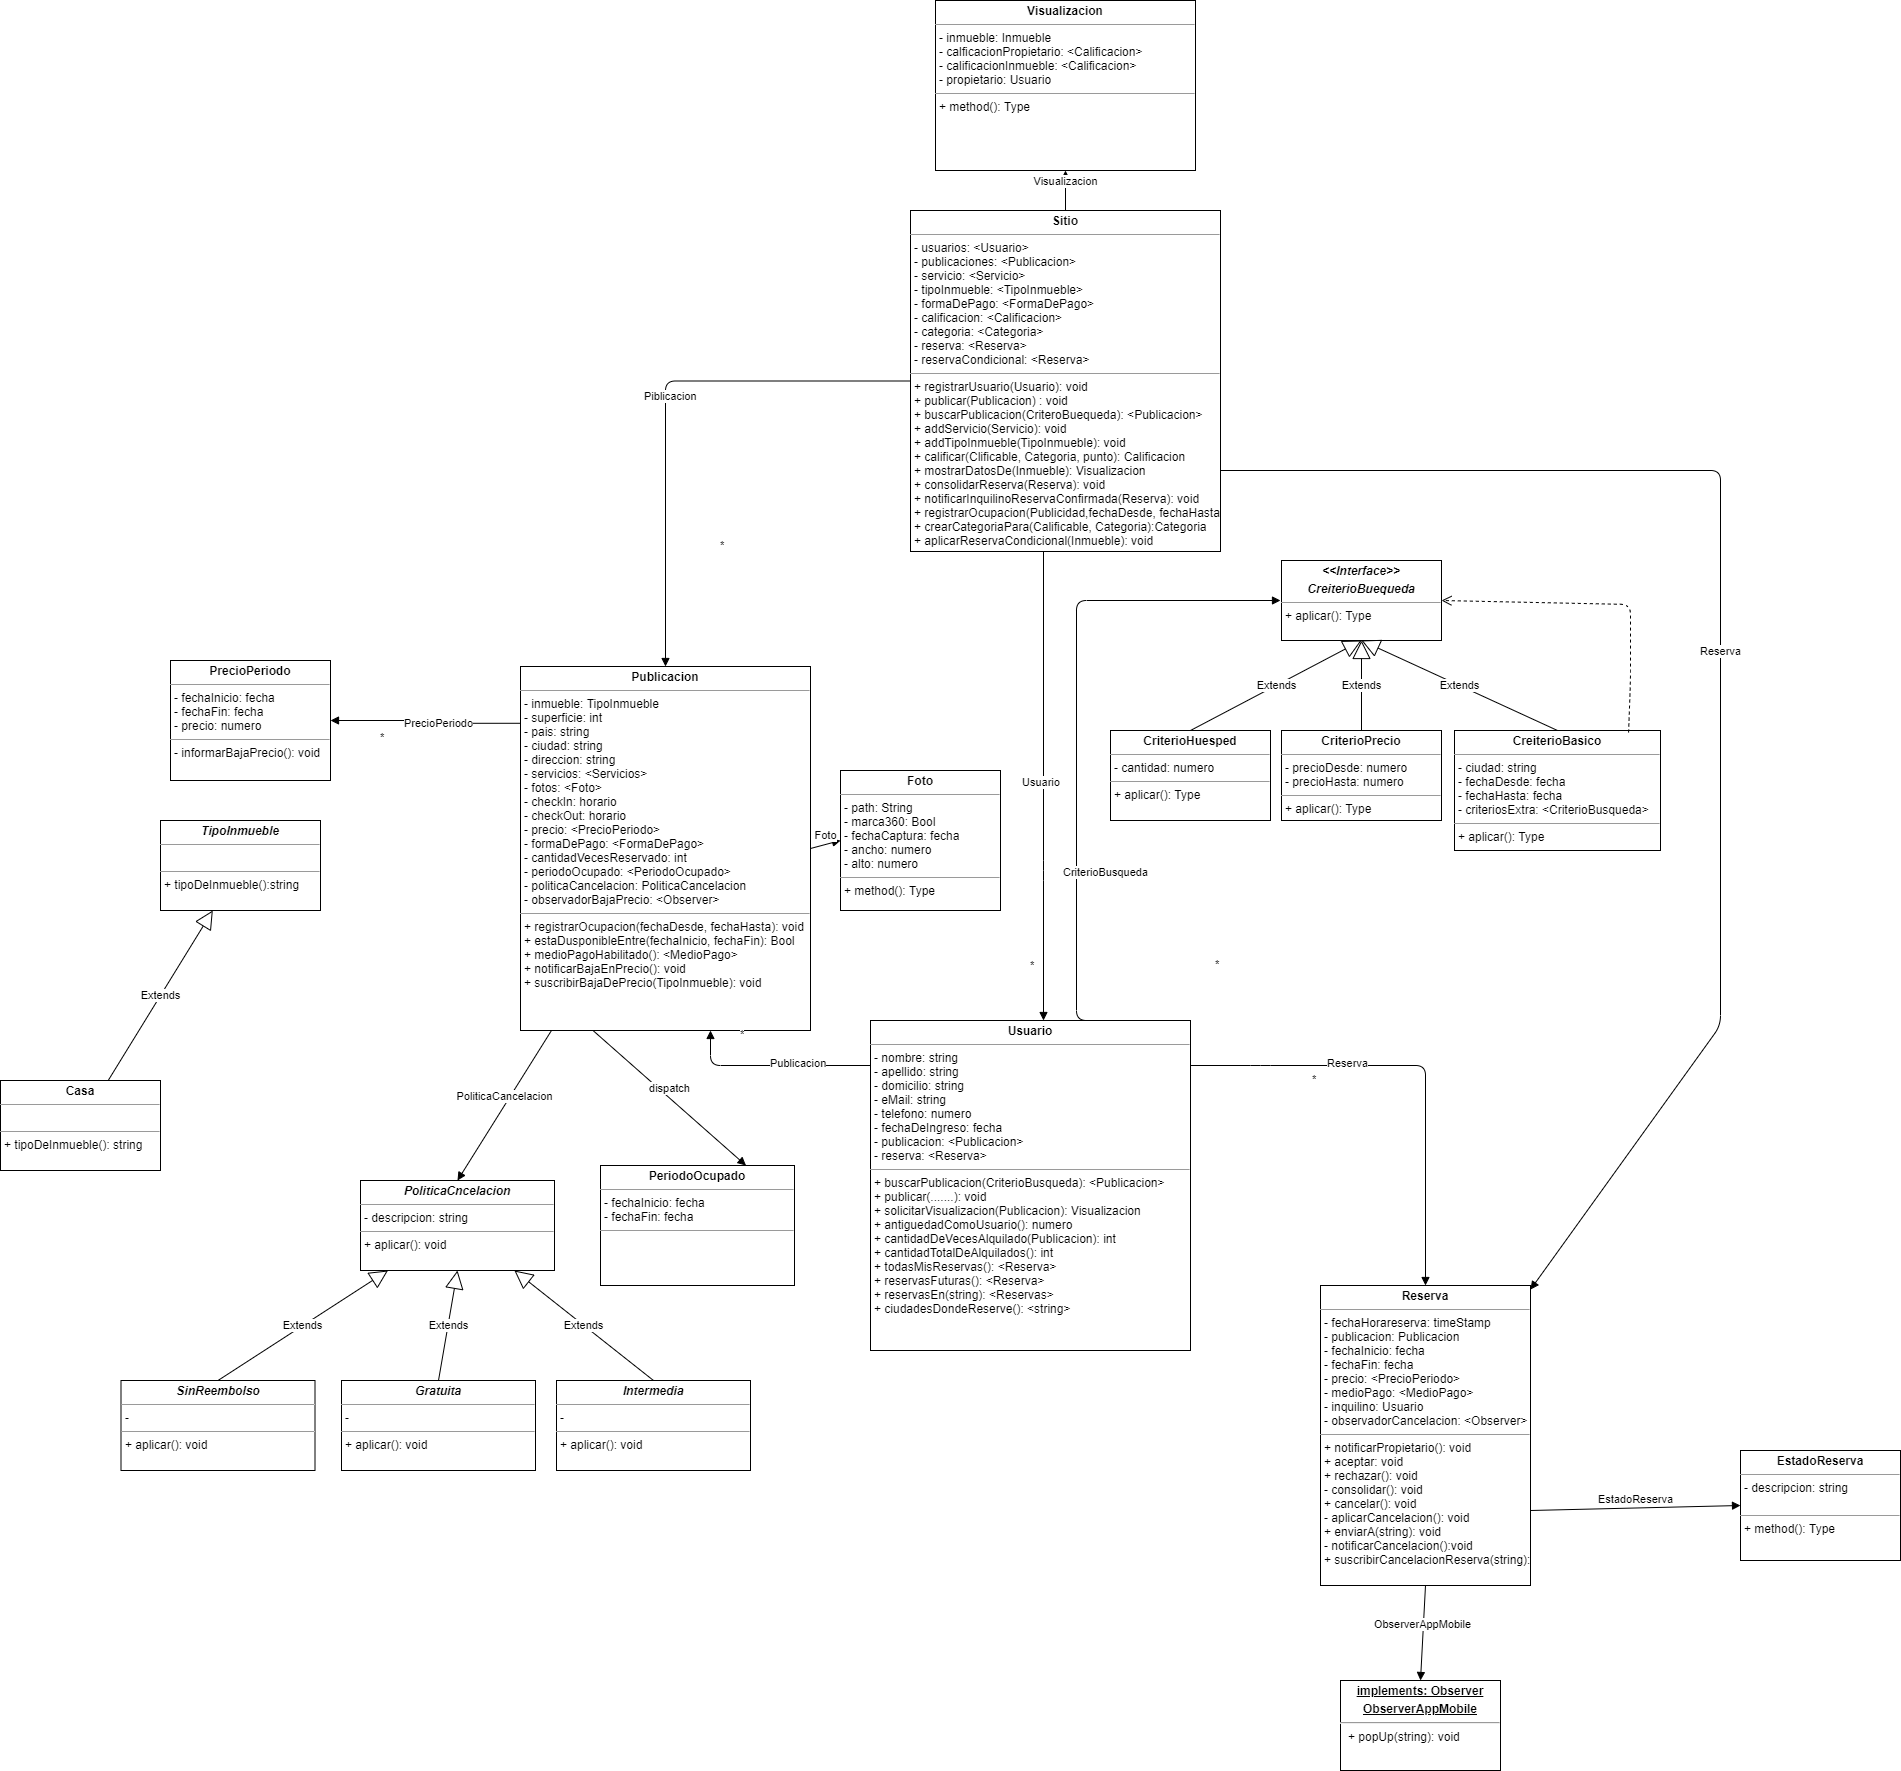 Visualizacion
- inmueble: Inmueble
- calficacionPropietario: <Calificacion>
- calificacionInmueble: <Calificacion>
- propietario: Usuario
+ method(): Type
Visualizacion
Sitio
- usuarios: <Usuario>
- publicaciones: <Publicacion>
- servicio: <Servicio>
- tipoInmueble: <TipoInmueble>
- formaDePago: <FormaDePago>
- calificacion: <Calificacion>
- categoria: <Categoria>
- reserva: <Reserva>
- reservaCondicional: <Reserva>
+ registrarUsuario(Usuario): void
+ publicar(Publicacion) : void
+ buscarPublicacion(CriteroBuequeda): <Publicacion>
+ addServicio(Servicio): void
+ addTipoInmueble(TipoInmueble): void
+ calificar(Clificable, Categoria, punto): Calificacion
+ mostrarDatosDe(Inmueble): Visualizacion
+ consolidarReserva(Reserva): void
+ notificarInquilinoReservaConfirmada(Reserva): void
+ registrarOcupacion(Publicidad,fechaDesde, fechaHasta
+ crearCategoriaPara(Calificable, Categoria):Categoria
+ aplicarReservaCondicional(Inmueble): void
Piblicacion
*
Usuario
*
Reserva
<<Interface>>
CreiterioBuequeda
+ aplicar(): Type
Extends
Extends
Extends
CriterioHuesped
- cantidad: numero
+ aplicar(): Type
CriterioPrecio
- precioDesde: numero
- precioHasta: numero
+ aplicar(): Type
CreiterioBasico
- ciudad: string
- fechaDesde: fecha
- fechaHasta: fecha
- criteriosExtra: <CriterioBusqueda>
+ aplicar(): Type
CriterioBusqueda
*
PrecioPeriodo
- fechaInicio: fecha
- fechaFin: fecha
- precio: numero
- informarBajaPrecio(): void
PrecioPeriodo
*
Publicacion
- inmueble: TipoInmueble
- superficie: int
- pais: string
- ciudad: string
- direccion: string
- servicios: <Servicios>
- fotos: <Foto>
- checkIn: horario
- checkOut: horario
- precio: <PrecioPeriodo>
- formaDePago: <FormaDePago>
- cantidadVecesReservado: int
- periodoOcupado: <PeriodoOcupado>
- politicaCancelacion: PoliticaCancelacion
- observadorBajaPrecio: <Observer>
+ registrarOcupacion(fechaDesde, fechaHasta): void
+ estaDusponibleEntre(fechaInicio, fechaFin): Bool
+ medioPagoHabilitado(): <MedioPago>
+ notificarBajaEnPrecio(): void
+ suscribirBajaDePrecio(TipoInmueble): void
Foto
Foto
- path: String
- marca360: Bool
- fechaCaptura: fecha
- ancho: numero
- alto: numero
+ method(): Type
TipoInmueble
+ tipoDeInmueble():string
Extends
Casa
+ tipoDeInmueble(): string
PoliticaCancelacion
dispatch
Publicacion
*
PoliticaCncelacion
- descripcion: string
+ aplicar(): void
PeriodoOcupado
- fechaInicio: fecha
- fechaFin: fecha
Extends
Extends
Extends
SinReembolso
-
+ aplicar(): void
Gratuita
-
+ aplicar(): void
Intermedia
-
+ aplicar(): void
Usuario
- nombre: string
- apellido: string
- domicilio: string
- eMail: string
- telefono: numero
- fechaDeIngreso: fecha
- publicacion: <Publicacion>
- reserva: <Reserva>
+ buscarPublicacion(CriterioBusqueda): <Publicacion>
+ publicar(.......): void
+ solicitarVisualizacion(Publicacion): Visualizacion
+ antiguedadComoUsuario(): numero
+ cantidadDeVecesAlquilado(Publicacion): int
+ cantidadTotalDeAlquilados(): int
+ todasMisReservas(): <Reserva>
+ reservasFuturas(): <Reserva>
+ reservasEn(string): <Reservas>
+ ciudadesDondeReserve(): <string>
Reserva
*
Reserva
- fechaHorareserva: timeStamp
- publicacion: Publicacion
- fechaInicio: fecha
- fechaFin: fecha
- precio: <PrecioPeriodo>
- medioPago: <MedioPago>
- inquilino: Usuario
- observadorCancelacion: <Observer>
+ notificarPropietario(): void
+ aceptar: void
+ rechazar(): void
- consolidar(): void
+ cancelar(): void
- aplicarCancelacion(): void
+ enviarA(string): void
- notificarCancelacion():void
+ suscribirCancelacionReserva(string):
EstadoReserva
EstadoReserva
- descripcion: string
+ method(): Type
ObserverAppMobile
implements: Observer
ObserverAppMobile
+ popUp(string): void